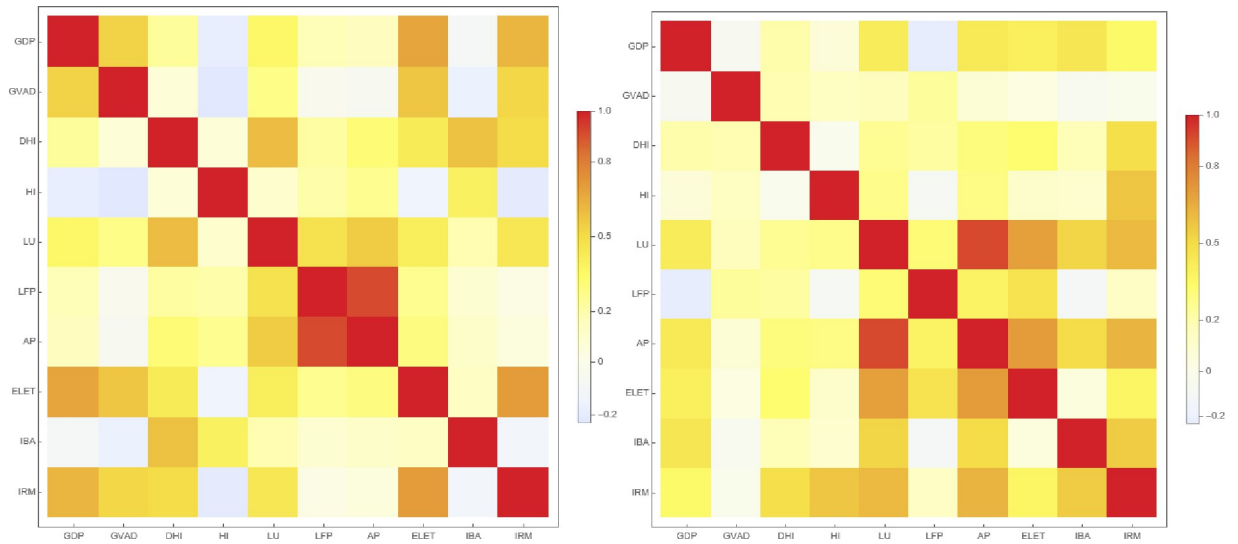 GDP
GVAD
DHI
HI
LU
LFP
AP
ELET
IBA
IRM
GDP GVAD DHI HI LU LFP AP ELET IBA IRM
1.0
0.8
0.5
0.2
0
−0.2
GDP
GVAD
DHI
HI
LU
LFP
AP
ELET
IBA
IRM
GDP GVAD DHI HI LU LFP AP ELET IBA IRM
1.0
0.8
0.2
0
−0.2